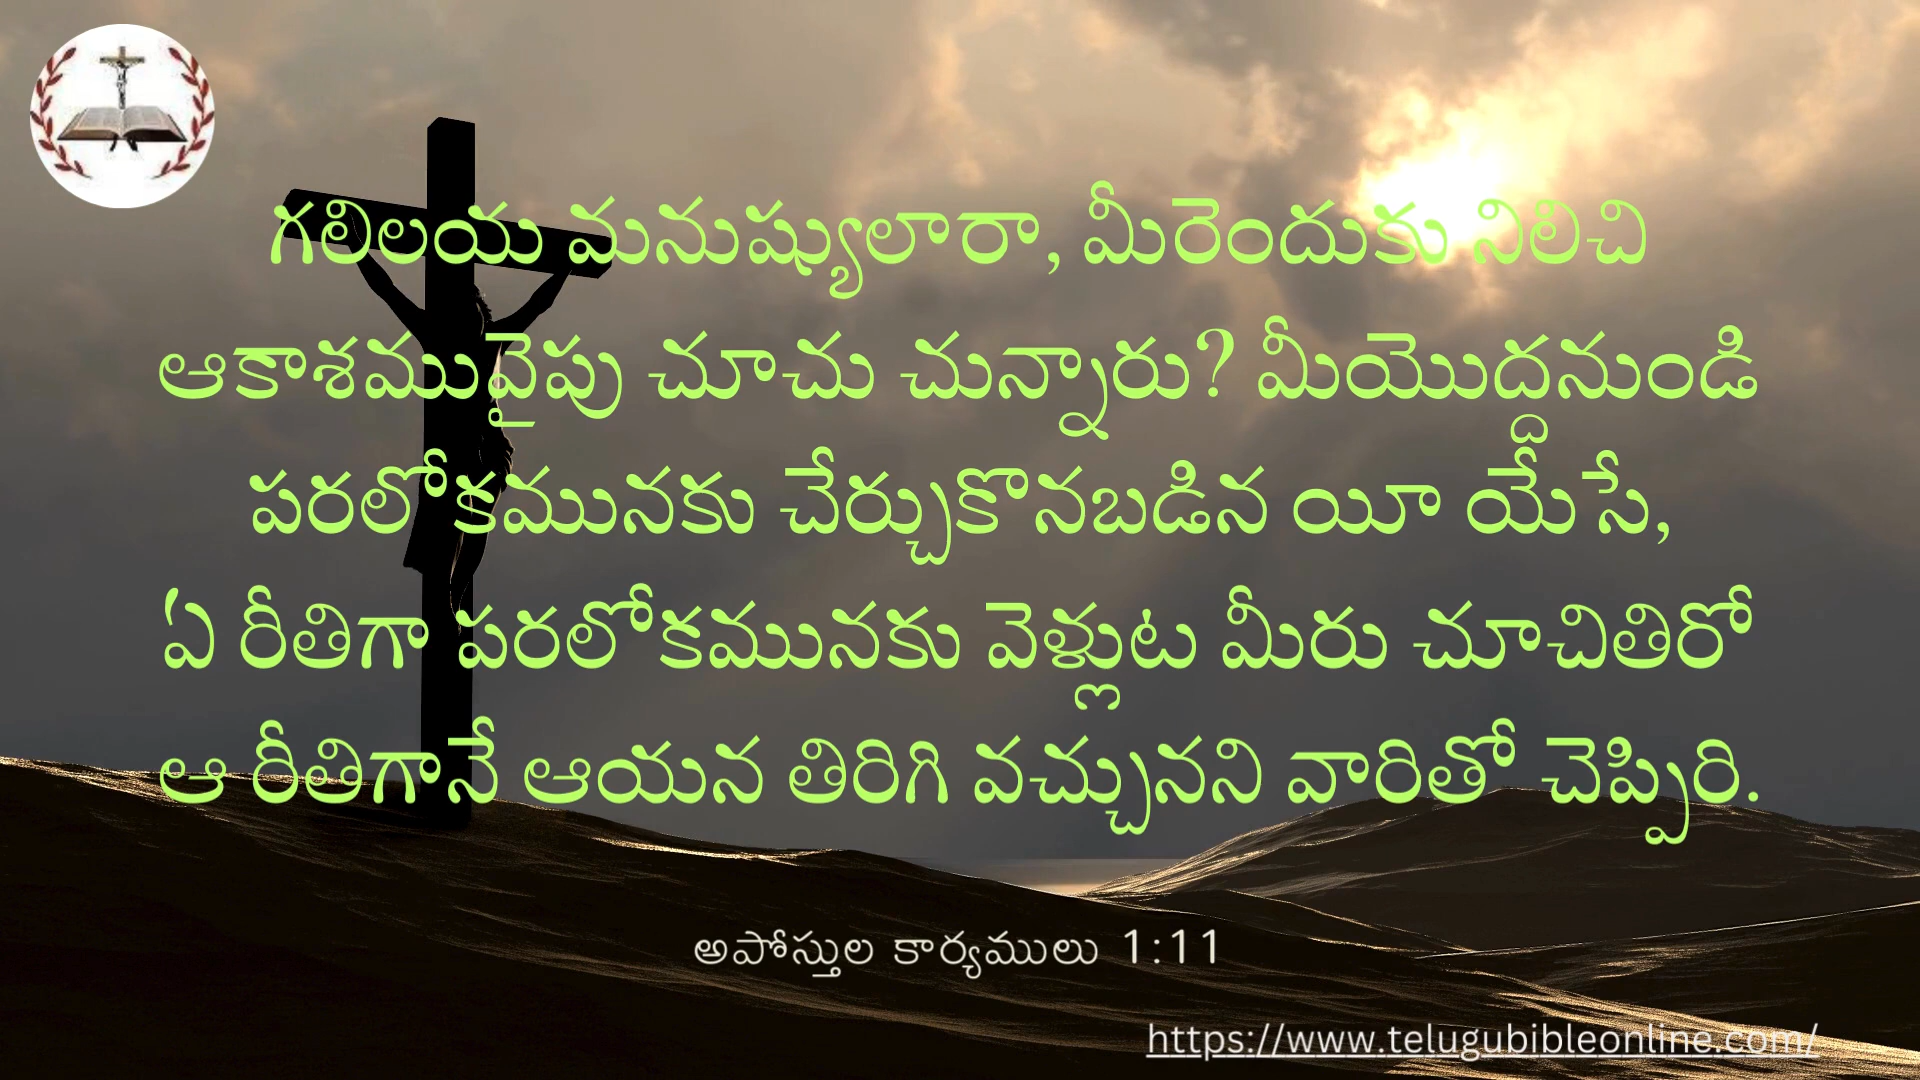 గలిలయ మనుష్యులారా, మీరెందుకు నిలిచి
ఆకాశమువైపు చూచు చున్నారు? మీయొద్దనుండి
పరలోకమునకు చేర్చుకొనబడిన యీ యేసే,
ఏ రీతిగా పరలోకమునకు వెళ్లుట మీరు చూచితిరో
ఆ రీతిగానే ఆయన తిరిగి వచ్చునని వారితో చెప్పిరి.
అపోస్తుల కార్యములు 1:11
https://www.telugubibleonline.com/